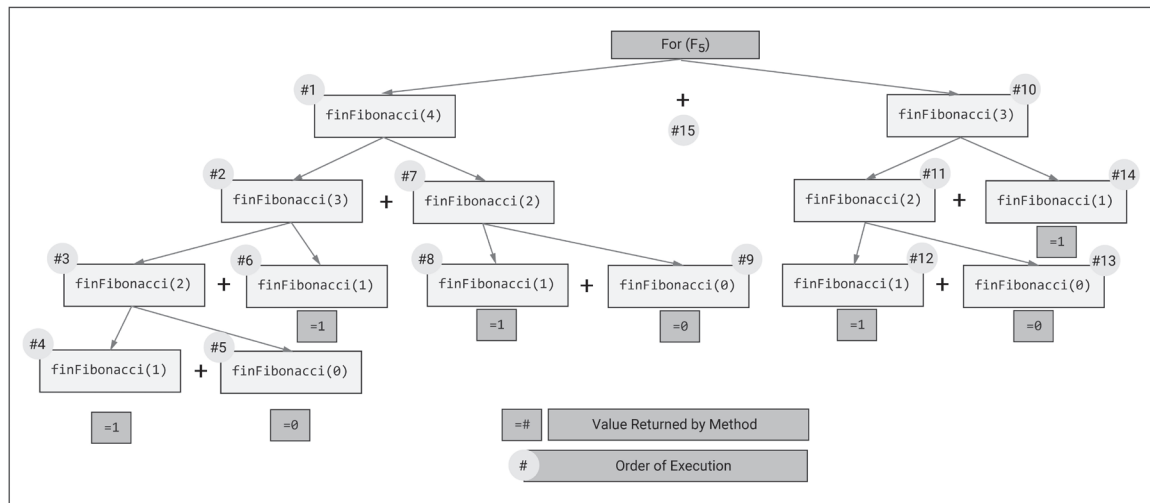 For (F₅)
#1
finFibonacci(4)
+
#15
#10
finFibonacci(3)
#2
finFibonacci(3)
+
#7
finFibonacci(2)
#11
finFibonacci(2)
+
#14
finFibonacci(1)
=1
#3
finFibonacci(2)
+
#6
finFibonacci(1)
=1
#8
finFibonacci(1)
=1
+
#9
finFibonacci(0)
=0
#12
finFibonacci(1)
=1
+
#13
finFibonacci(0)
=0
#4
finFibonacci(1)
=1
+
#5
finFibonacci(0)
=0
=# Value Returned by Method
# Order of Execution